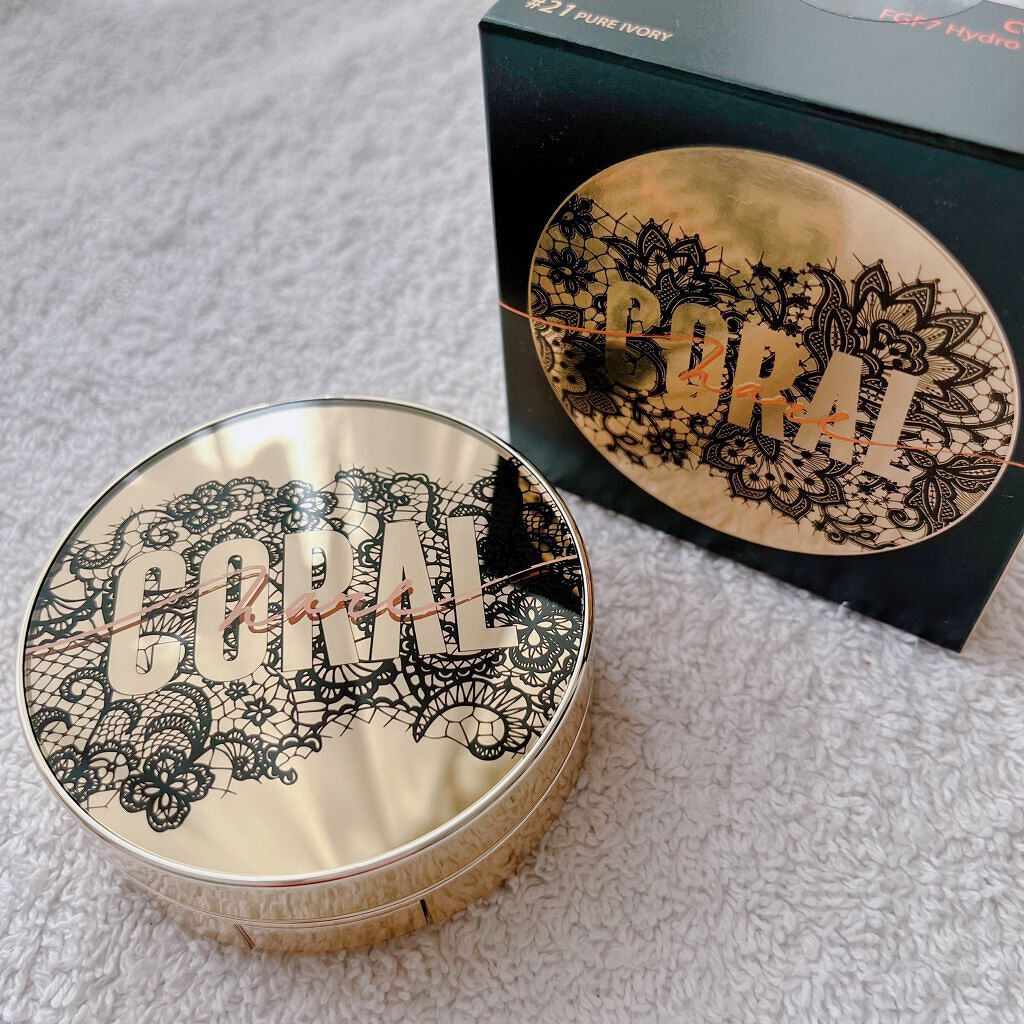 #21 PURE IVORY
FGF7 Hydro
CORAL
haze
CORAL
haze